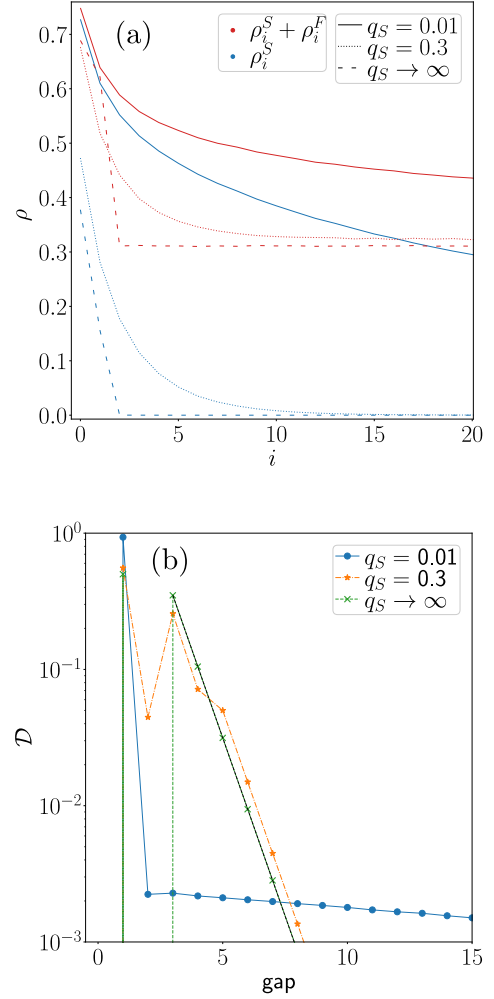 (a)
ρ_i^S + ρ_i^F
ρ_i^S
q_S = 0.01
q_S = 0.3
q_S → ∞
0.7
0.6
0.5
0.4
0.3
0.2
0.1
0.0
ρ
0 5 10 15 20
i
(b)
q_S = 0.01
q_S = 0.3
q_S → ∞
10^0
10^{-1}
10^{-2}
10^{-3}
𝒟
0 5 10 15
gap